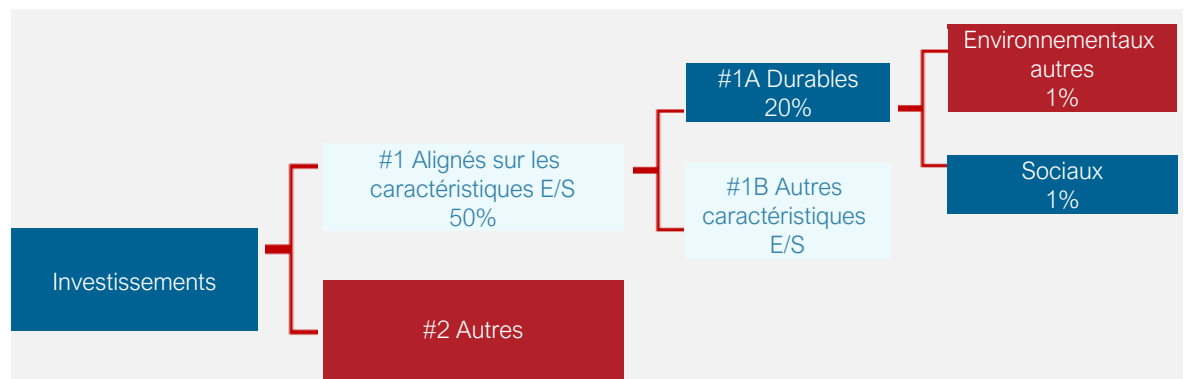 Investissements
#1 Alignés sur les
caractéristiques E/S
50%
#2 Autres
#1A Durables
20%
#1B Autres
caractéristiques
E/S
Environnementaux
autres
1%
Sociaux
1%